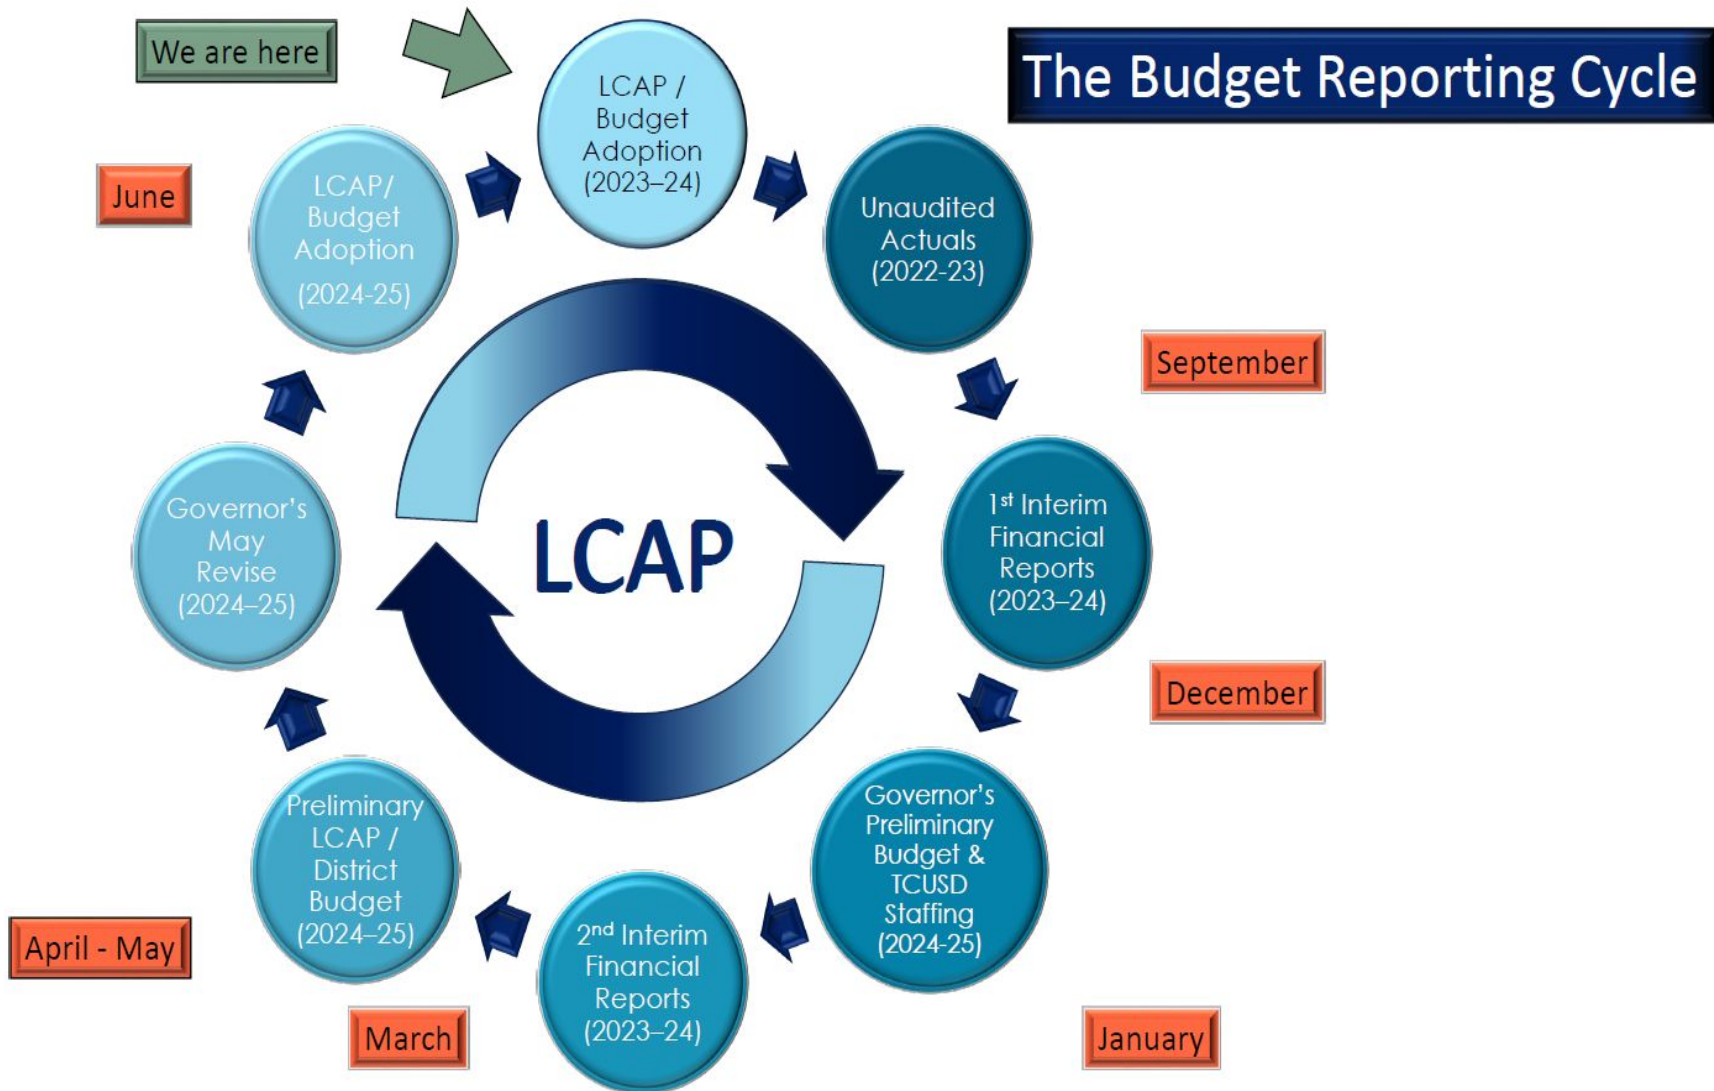 We are here
The Budget Reporting Cycle
LCAP /
Budget
Adoption
(2023–24)
Unaudited
Actuals
(2022-23)
September
1st Interim
Financial
Reports
(2023–24)
December
Governor's
Preliminary
Budget &
TCUSD
Staffing
(2024-25)
January
2nd Interim
Financial
Reports
(2023–24)
March
Preliminary
LCAP /
District
Budget
(2024–25)
April - May
Governor's
May
Revise
(2024–25)
June
LCAP/
Budget
Adoption
(2024-25)
LCAP